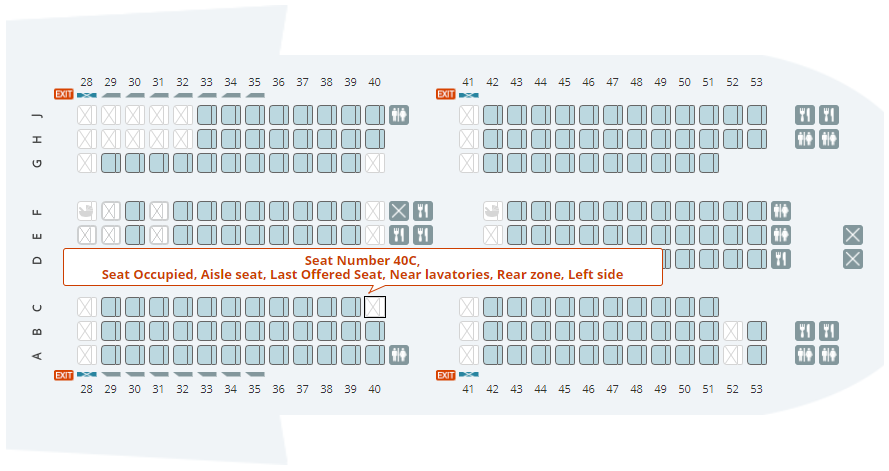 28 29 30 31 32 33 34 35 36 37 38 39 40 41 42 43 44 45 46 47 48 49 50 51 52 53
EXIT EXIT
J
H
G
F
E
D
Seat Number 40C,
Seat Occupied, Aisle seat, Last Offered Seat, Near lavatories, Rear zone, Left side
C
B
A
EXIT EXIT
28 29 30 31 32 33 34 35 36 37 38 39 40 41 42 43 44 45 46 47 48 49 50 51 52 53